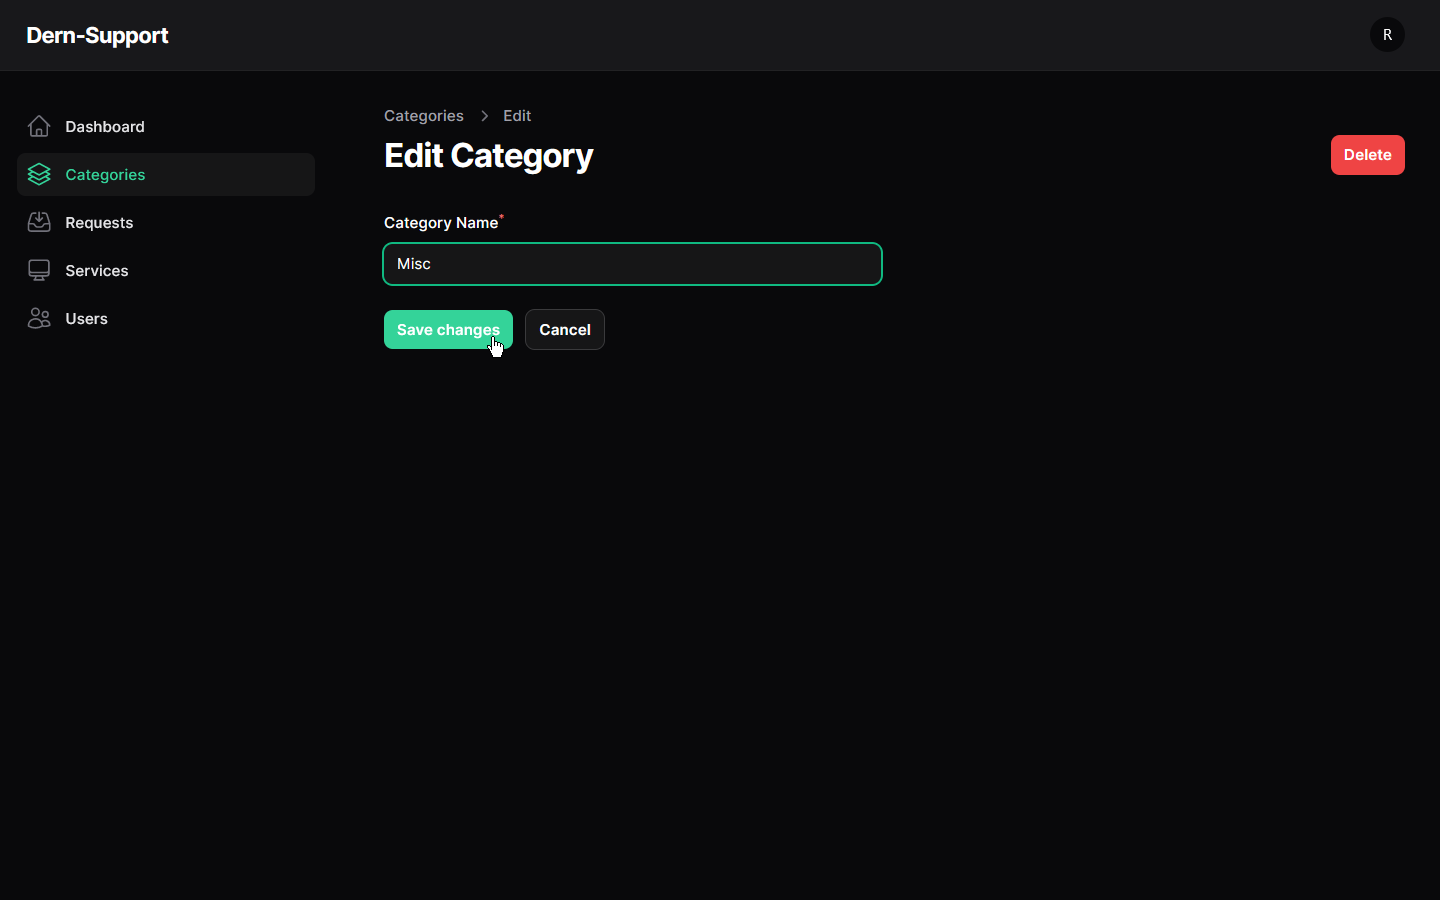 Dern-Support
R
Dashboard
Categories
Requests
Services
Users
Categories > Edit
Edit Category
Delete
Category Name*
Misc
Save changes
Cancel